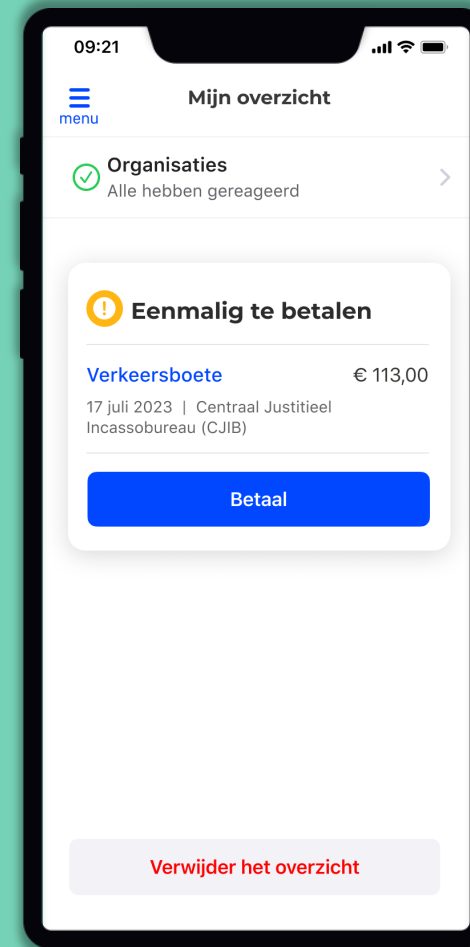 09:21
menu
Mijn overzicht
Organisaties
Alle hebben gereageerd
Eenmalig te betalen
Verkeersboete € 113,00
17 juli 2023 | Centraal Justitieel
Incassobureau (CJIB)
Betaal
Verwijder het overzicht